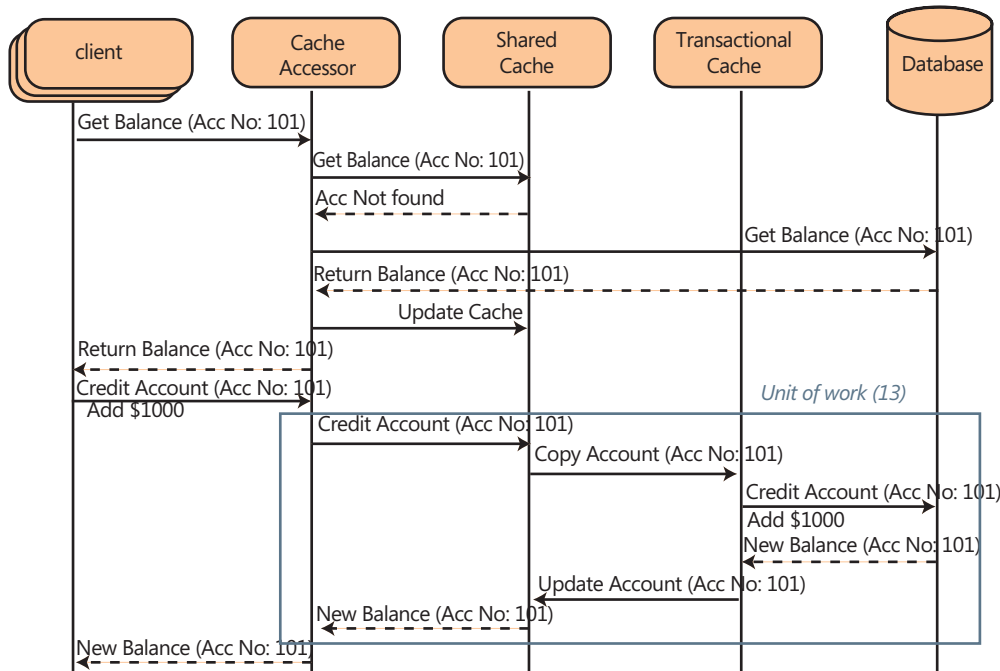 client
Cache
Accessor
Shared
Cache
Transactional
Cache
Database
Get Balance (Acc No: 101)
Get Balance (Acc No: 101)
Acc Not found
Get Balance (Acc No: 101)
Return Balance (Acc No: 101)
Update Cache
Return Balance (Acc No: 101)
Credit Account (Acc No: 101)
Add $1000
Unit of work (13)
Credit Account (Acc No: 101)
Copy Account (Acc No: 101)
Credit Account (Acc No: 101)
Add $1000
New Balance (Acc No: 101)
Update Account (Acc No: 101)
New Balance (Acc No: 101)
New Balance (Acc No: 101)